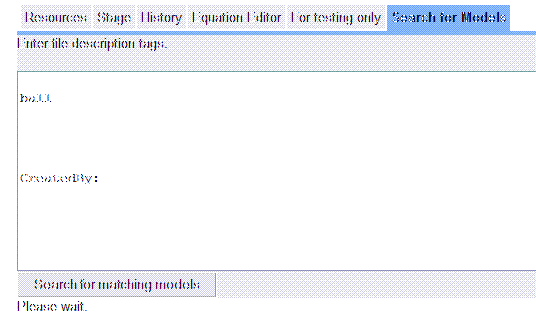 Resources Stage History Equation Editor For testing only Search for Models
Enter file description tags.
ball
CreatedBy:
Search for matching models
Please wait.